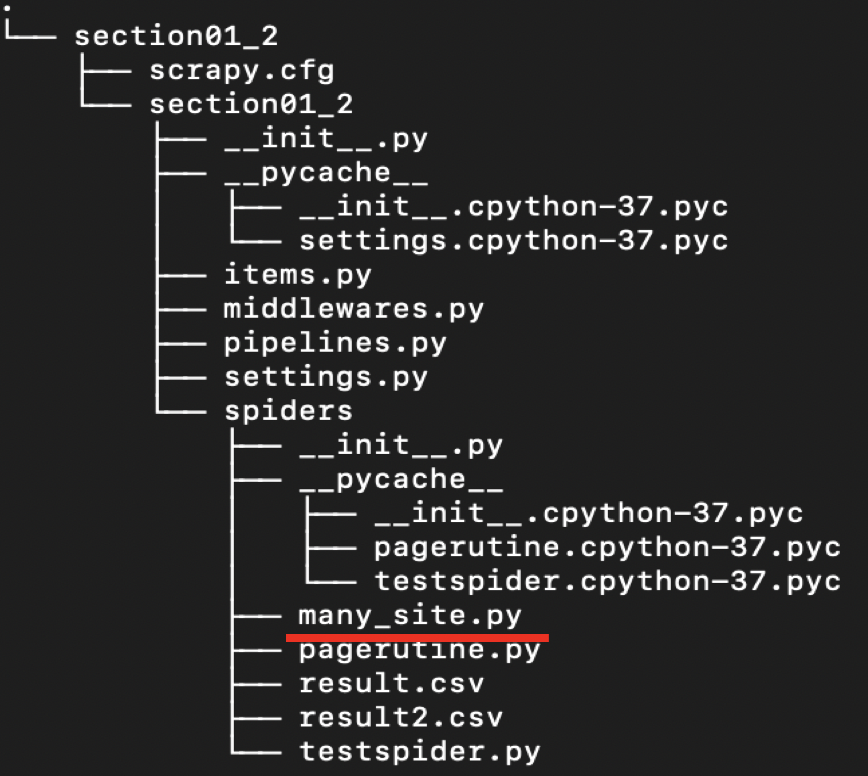 .
└── section01_2
    ├── scrapy.cfg
    └── section01_2
        ├── __init__.py
        ├── __pycache__
        │   ├── __init__.cpython-37.pyc
        │   └── settings.cpython-37.pyc
        ├── items.py
        ├── middlewares.py
        ├── pipelines.py
        ├── settings.py
        └── spiders
            ├── __init__.py
            ├── __pycache__
            │   ├── __init__.cpython-37.pyc
            │   ├── pagerutine.cpython-37.pyc
            │   └── testspider.cpython-37.pyc
            ├── many_site.py
            ├── pagerutine.py
            ├── result.csv
            ├── result2.csv
            └── testspider.py